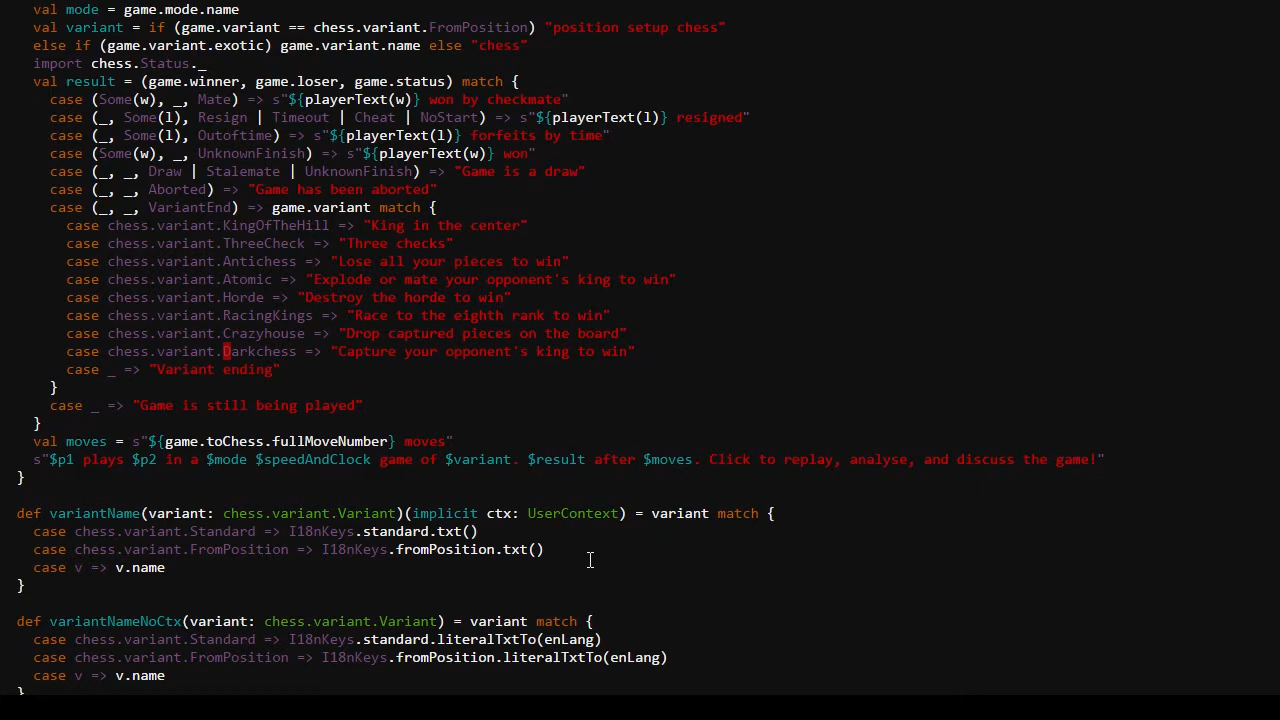 val mode = game.mode.name
val variant = if (game.variant == chess.variant.FromPosition) "position setup chess"
else if (game.variant.exotic) game.variant.name else "chess"
import chess.Status._
val result = (game.winner, game.loser, game.status) match {
case (Some(w), _, Mate) => s"${playerText(w)} won by checkmate"
case (_, Some(l), Resign | Timeout | Cheat | NoStart) => s"${playerText(l)} resigned"
case (_, Some(l), Outoftime) => s"${playerText(l)} forfeits by time"
case (Some(w), _, UnknownFinish) => s"${playerText(w)} won"
case (_, _, Draw | Stalemate | UnknownFinish) => "Game is a draw"
case (_, _, Aborted) => "Game has been aborted"
case (_, _, VariantEnd) => game.variant match {
case chess.variant.KingOfTheHill => "King in the center"
case chess.variant.ThreeCheck => "Three checks"
case chess.variant.Antichess => "Lose all your pieces to win"
case chess.variant.Atomic => "Explode or mate your opponent's king to win"
case chess.variant.Horde => "Destroy the horde to win"
case chess.variant.RacingKings => "Race to the eighth rank to win"
case chess.variant.Crazyhouse => "Drop captured pieces on the board"
case chess.variant.Darkchess => "Capture your opponent's king to win"
case _ => "Variant ending"
}
case _ => "Game is still being played"
}
val moves = s"${game.toChess.fullMoveNumber} moves"
s"$p1 plays $p2 in a $mode $speedAndClock game of $variant. $result after $moves. Click to replay, analyse, and discuss the game!"
}
def variantName(variant: chess.variant.Variant)(implicit ctx: UserContext) = variant match {
case chess.variant.Standard => I18nKeys.standard.txt()
case chess.variant.FromPosition => I18nKeys.fromPosition.txt()
case v => v.name
}
def variantNameNoCtx(variant: chess.variant.Variant) = variant match {
case chess.variant.Standard => I18nKeys.standard.literalTxtTo(enLang)
case chess.variant.FromPosition => I18nKeys.fromPosition.literalTxtTo(enLang)
case v => v.name
}